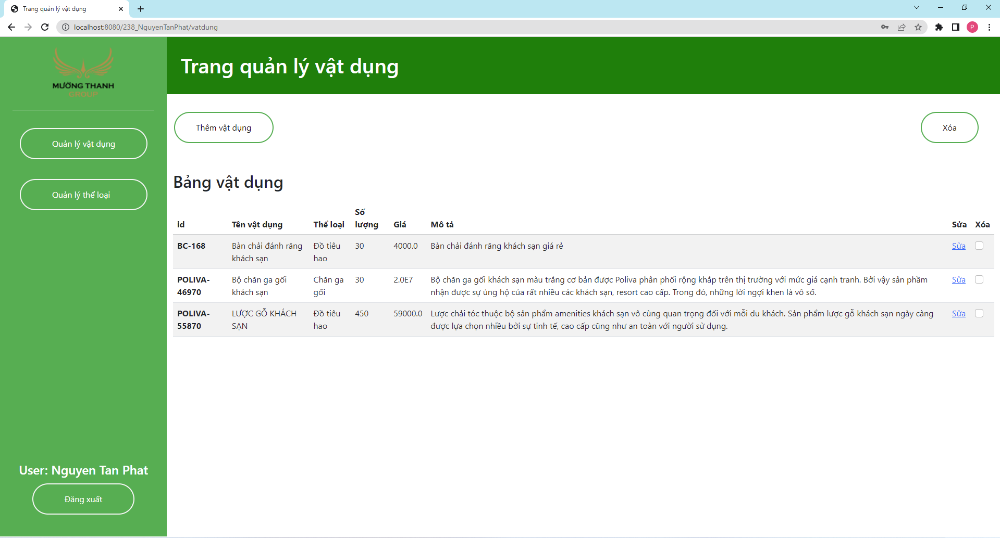 Trang quản lý vật dụng
localhost:8080/238_NguyenTanPhat/vatdung
P
MƯỜNG THANH
GROUP
Trang quản lý vật dụng
Thêm vật dụng
Xóa
Quản lý vật dụng
Quản lý thể loại
Bảng vật dụng
id Tên vật dụng Thể loại Số lượng Giá Mô tả Sửa Xóa
BC-168 Bàn chải đánh răng Đồ tiêu 30 4000.0 Bàn chải đánh răng khách sạn giá rẻ Sửa
khách sạn hao
POLIVA- Bộ chăn ga gối Chăn ga 30 2.0E7 Bộ chăn ga gối khách sạn màu trắng cơ bản được Poliva phân phối rộng khắp trên thị trường với mức giá cạnh tranh. Bởi vậy sản phầm Sửa
46970 khách sạn gối nhận được sự ủng hộ của rất nhiều các khách sạn, resort cao cấp. Trong đó, những lời ngợi khen là vô số.
POLIVA- LƯỢC GỖ KHÁCH Đồ tiêu 450 59000.0 Lược chải tóc thuộc bộ sản phẩm amenities khách sạn vô cùng quan trọng đối với mỗi du khách. Sản phẩm lược gỗ khách sạn ngày càng Sửa
55870 SẠN hao được lựa chọn nhiều bởi sự tinh tế, cao cấp cũng như an toàn với người sử dụng.
User: Nguyen Tan Phat
Đăng xuất